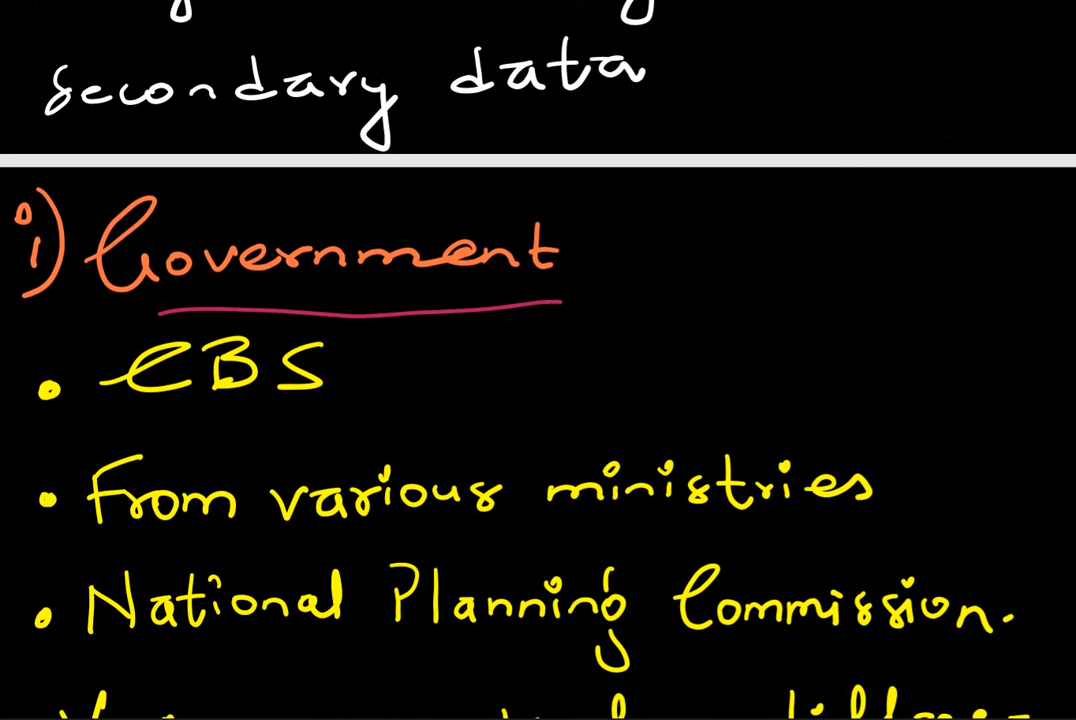 secondary data
i) Government
• CBS
• From various ministries
• National Planning Commission.